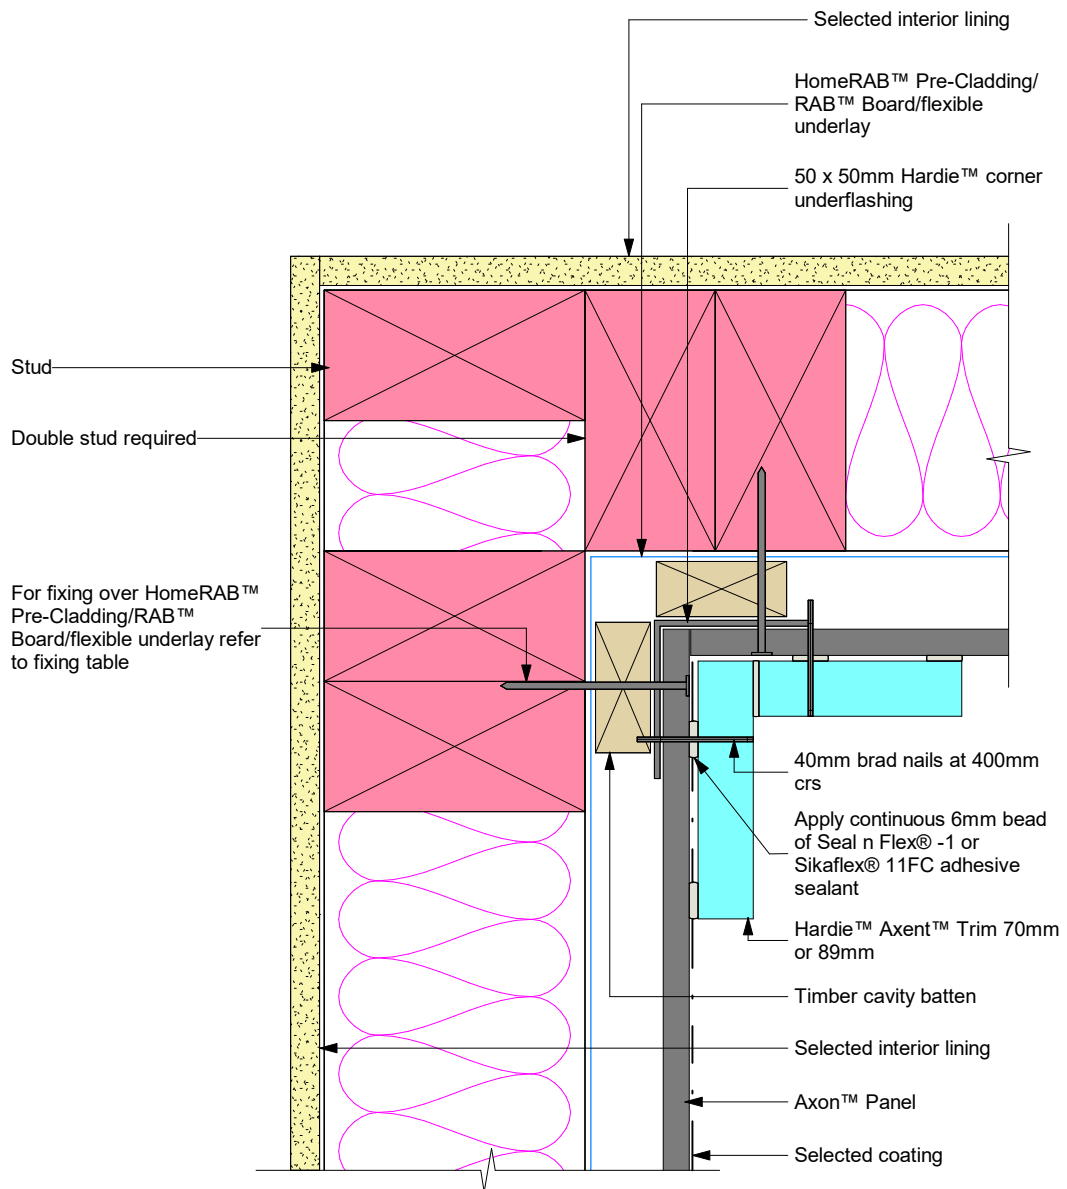 Selected interior lining
HomeRAB™ Pre-Cladding/
RAB™ Board/flexible
underlay
50 x 50mm Hardie™ corner
underflashing
Stud
Double stud required
For fixing over HomeRAB™
Pre-Cladding/RAB™
Board/flexible underlay refer
to fixing table
40mm brad nails at 400mm
crs
Apply continuous 6mm bead
of Seal n Flex® -1 or
Sikaflex® 11FC adhesive
sealant
Hardie™ Axent™ Trim 70mm
or 89mm
Timber cavity batten
Selected interior lining
Axon™ Panel
Selected coating